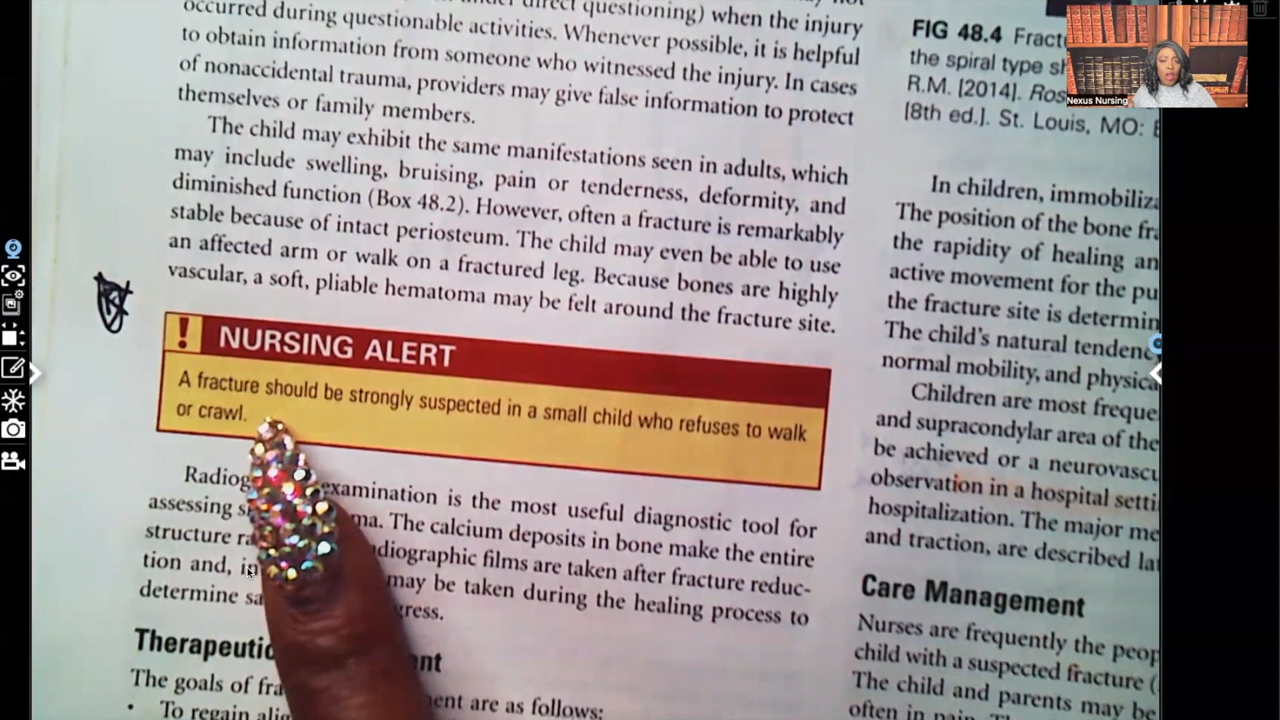 direct questioning) when the injury
occurred during questionable activities. Whenever possible, it is helpful
to obtain information from someone who witnessed the injury. In cases
of nonaccidental trauma, providers may give false information to protect
themselves or family members.
The child may exhibit the same manifestations seen in adults, which
may include swelling, bruising, pain or tenderness, deformity, and
diminished function (Box 48.2). However, often a fracture is remarkably
stable because of intact periosteum. The child may even be able to use
an affected arm or walk on a fractured leg. Because bones are highly
vascular, a soft, pliable hematoma may be felt around the fracture site.
! NURSING ALERT
A fracture should be strongly suspected in a small child who refuses to walk
or crawl.
examination is the most useful diagnostic tool for
assessing The calcium deposits in bone make the entire
structure films are taken after fracture reduc-
tion and, may be taken during the healing process to
determine
The goals of are as follows:
• To regain
FIG 48.4
the spiral type
R.M. [2014].
[8th ed.]. St. Louis, MO:
Nexus Nursing
In children,
The position of the bone
the rapidity of healing
active movement for the
the fracture site is
The child's natural
normal mobility, and
Children are most
and supracondylar area of the
be achieved or a
observation in a hospital
hospitalization. The major
and traction, are described
Care Management
Nurses are frequently the
child with a suspected fracture (
The child and parents may be
often in pain.